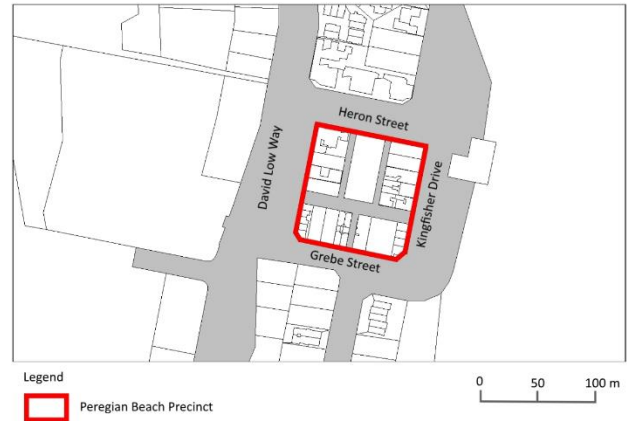 Heron Street
David Low Way
Kingfisher Drive
Grebe Street
Legend
Peregian Beach Precinct
0 50 100 m